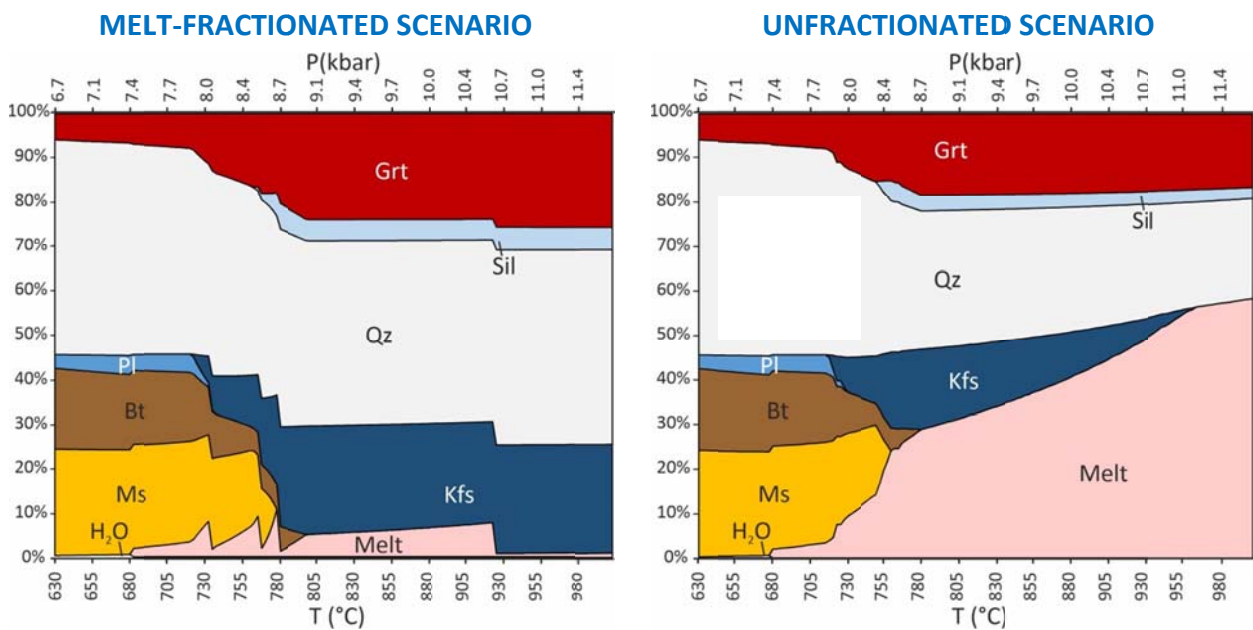 MELT-FRACTIONATED SCENARIO
P(kbar)
6.7 7.1 7.4 7.7 8.0 8.4 8.7 9.1 9.4 9.7 10.0 10.4 10.7 11.0 11.4
100%
90%
80%
70%
60%
50%
40%
30%
20%
10%
0%
Grt
Sil
Qz
Pl
Bt
Kfs
Ms
H₂O
Melt
630 655 680 705 730 755 780 805 830 855 880 905 930 955 980
T (°C)
UNFRACTIONATED SCENARIO
P(kbar)
6.7 7.1 7.4 7.7 8.0 8.4 8.7 9.1 9.4 9.7 10.0 10.4 10.7 11.0 11.4
100%
90%
80%
70%
60%
50%
40%
30%
20%
10%
0%
Grt
Sil
Qz
Pl
Kfs
Bt
Melt
Ms
H₂O
630 655 680 705 730 755 780 805 830 855 880 905 930 955 980
T (°C)